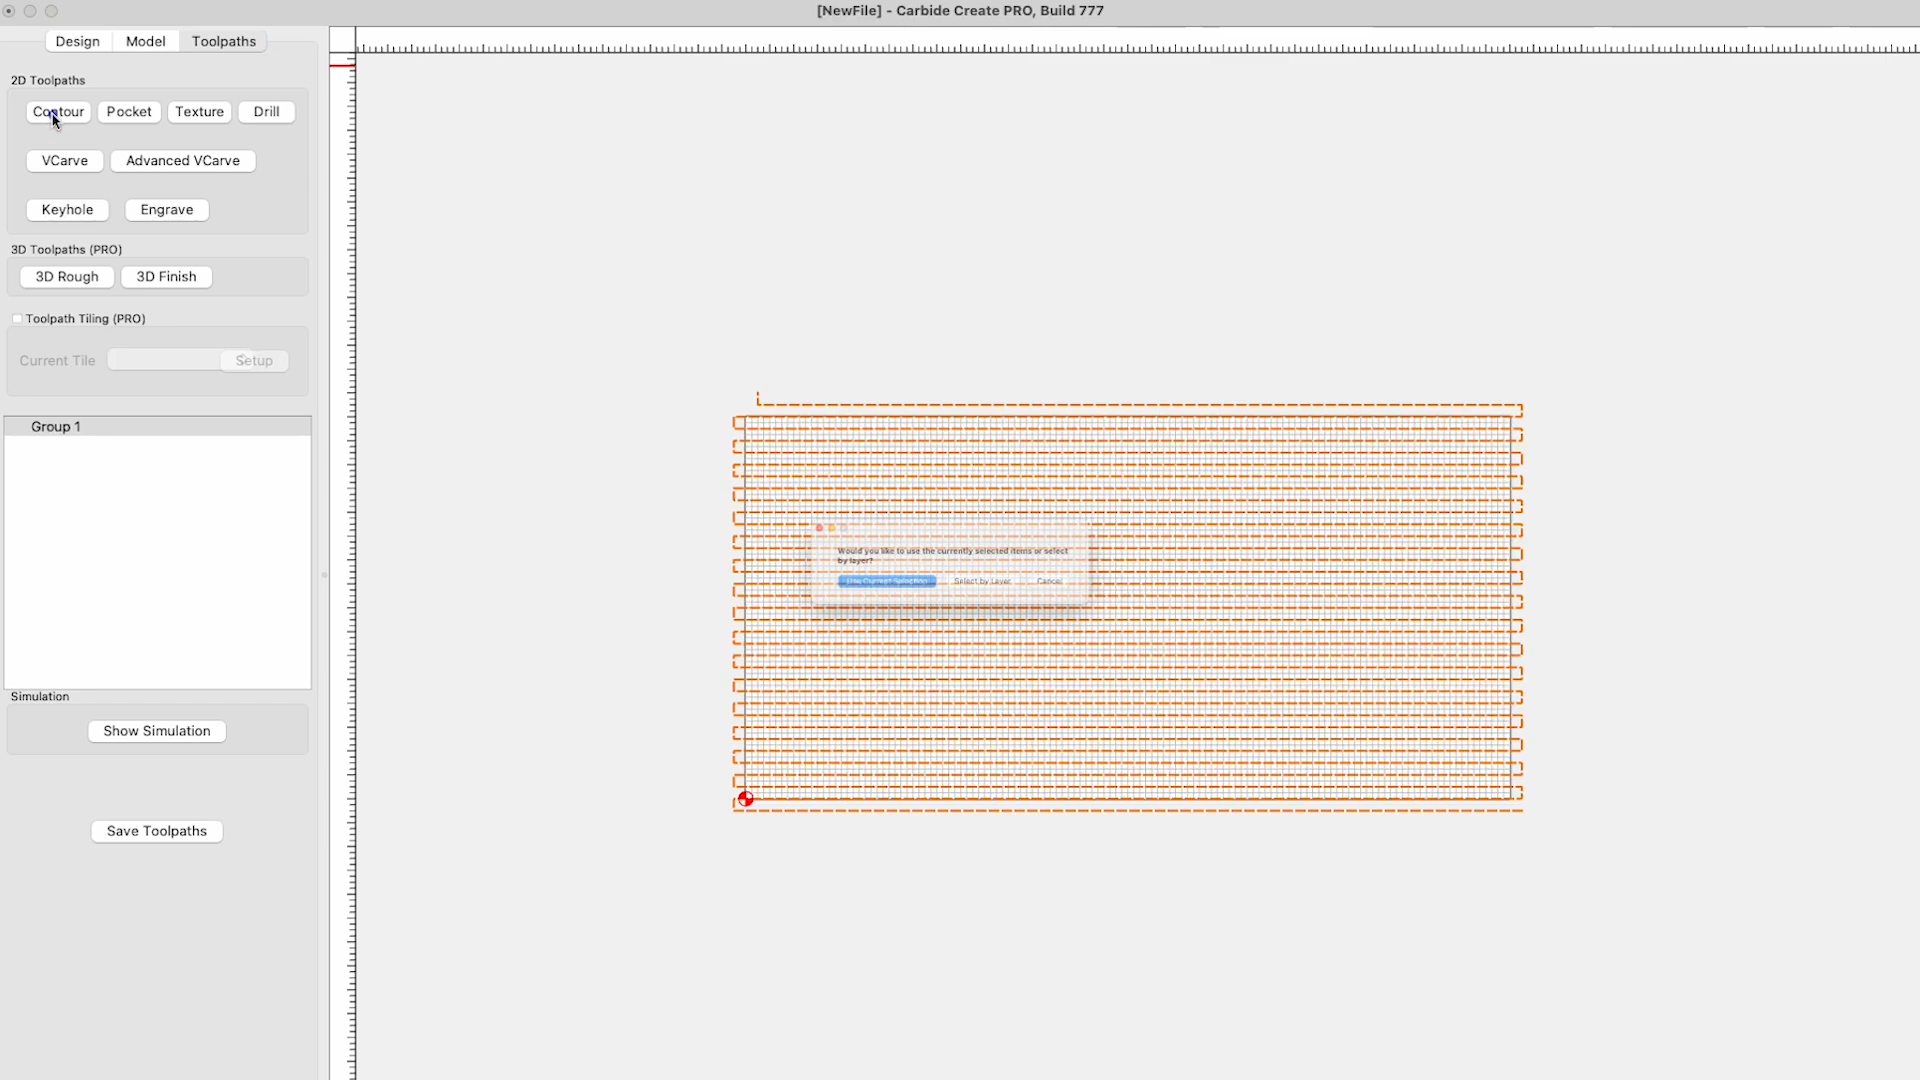 [NewFile] - Carbide Create PRO, Build 777
Design Model Toolpaths
2D Toolpaths
Contour Pocket Texture Drill
VCarve Advanced VCarve
Keyhole Engrave
3D Toolpaths (PRO)
3D Rough 3D Finish
Toolpath Tiling (PRO)
Current Tile Setup
Group 1
Would you like to use the currently selected items or select
by layer?
Use Current Selection Select by Layer Cancel
Simulation
Show Simulation
Save Toolpaths